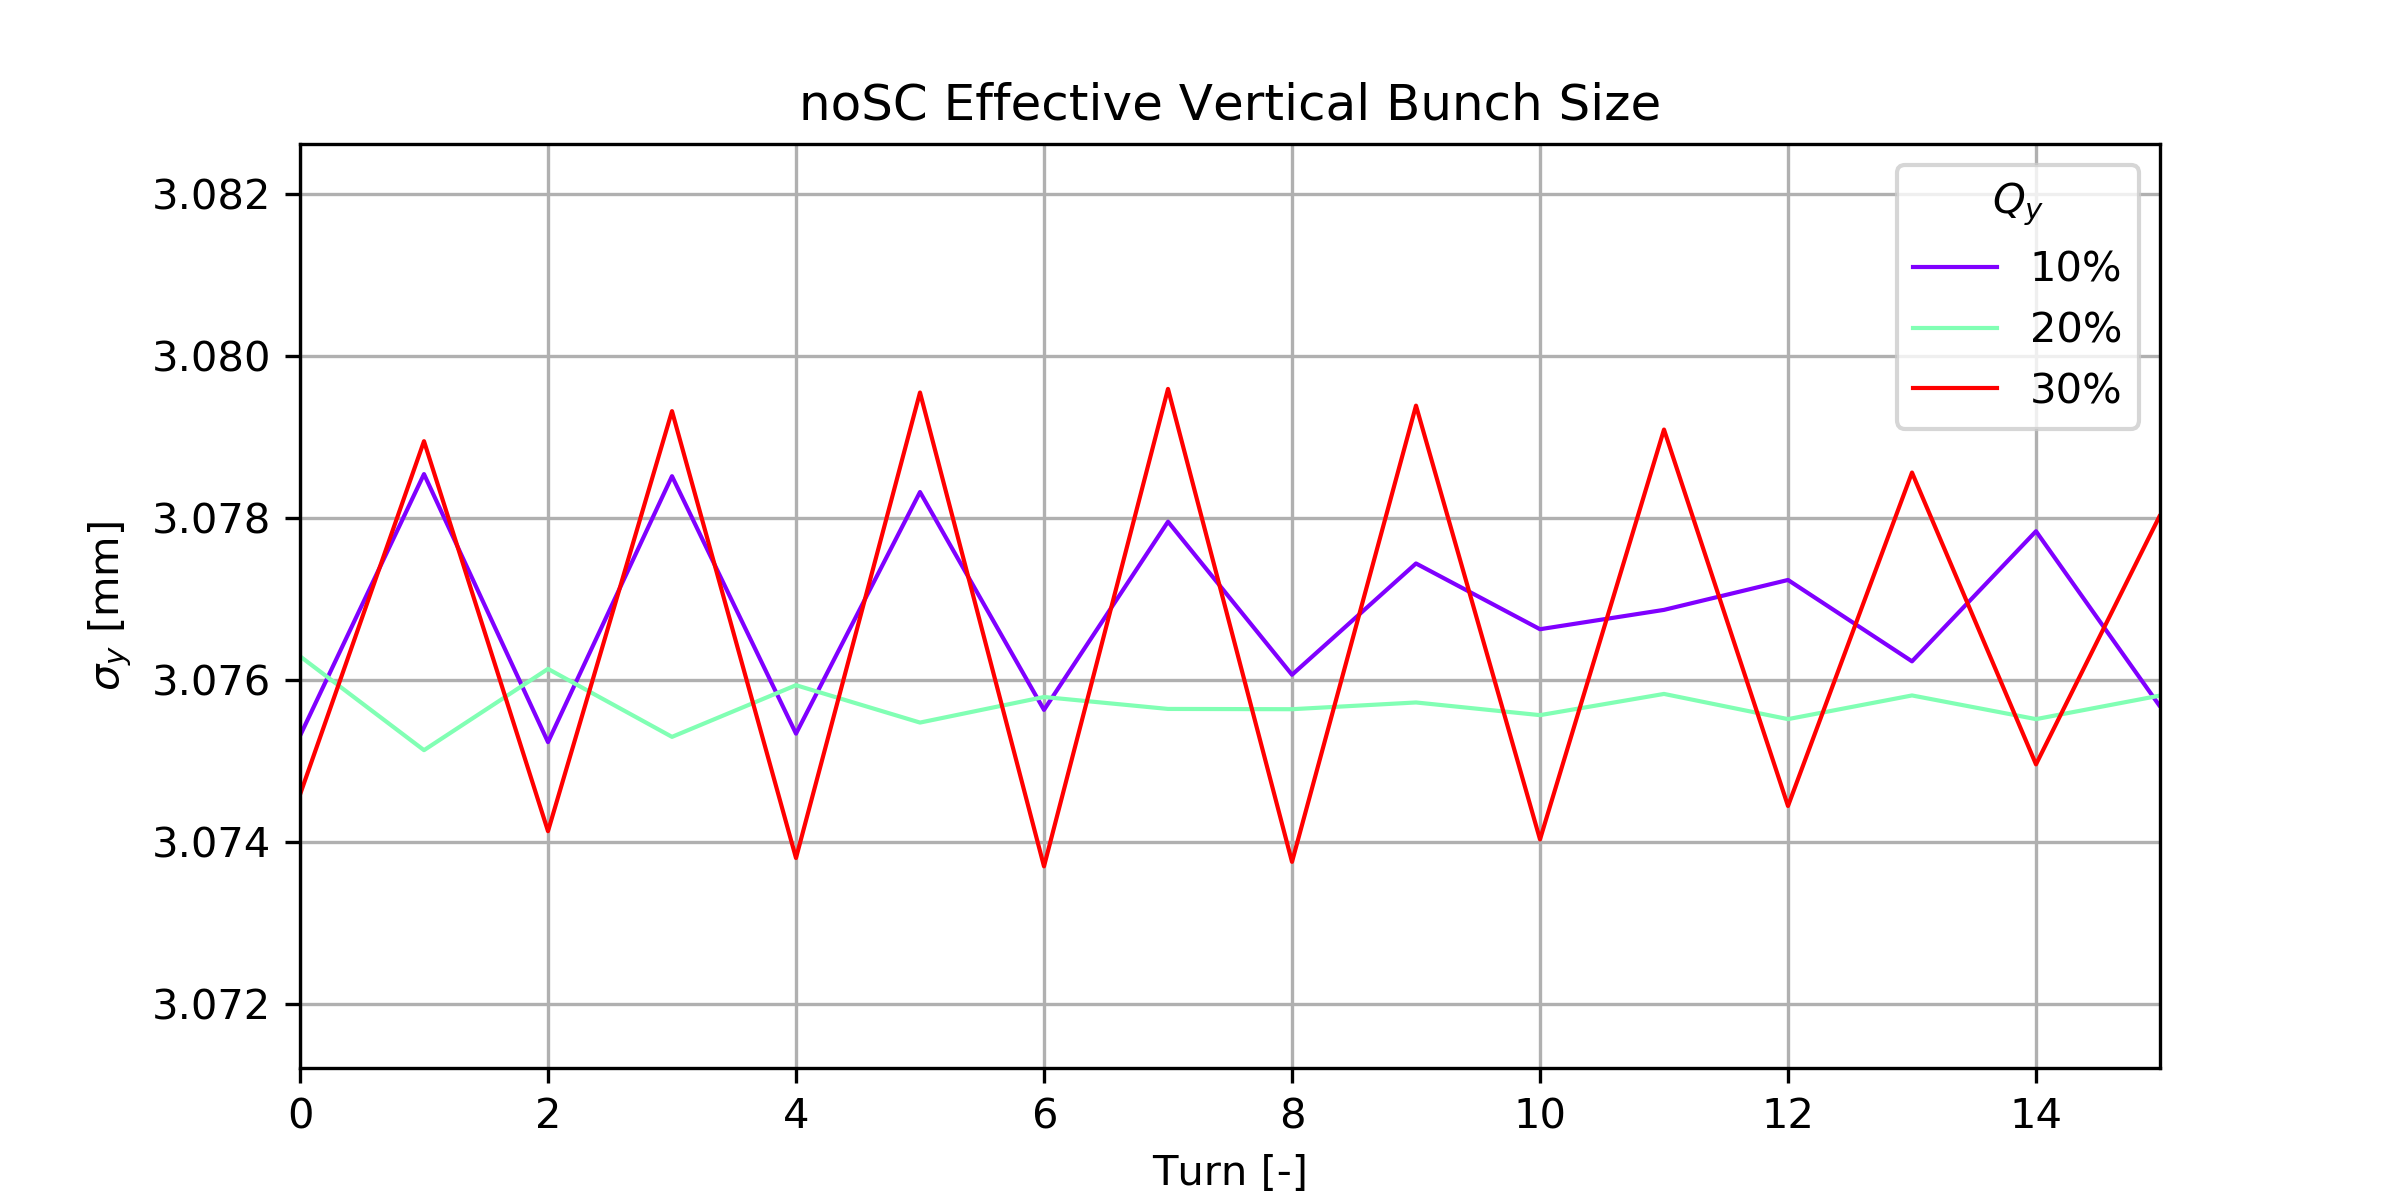 noSC Effective Vertical Bunch Size
3.082
3.080
3.078
3.076
3.074
3.072
σy [mm]
Qy
10%
20%
30%
0 2 4 6 8 10 12 14
Turn [-]